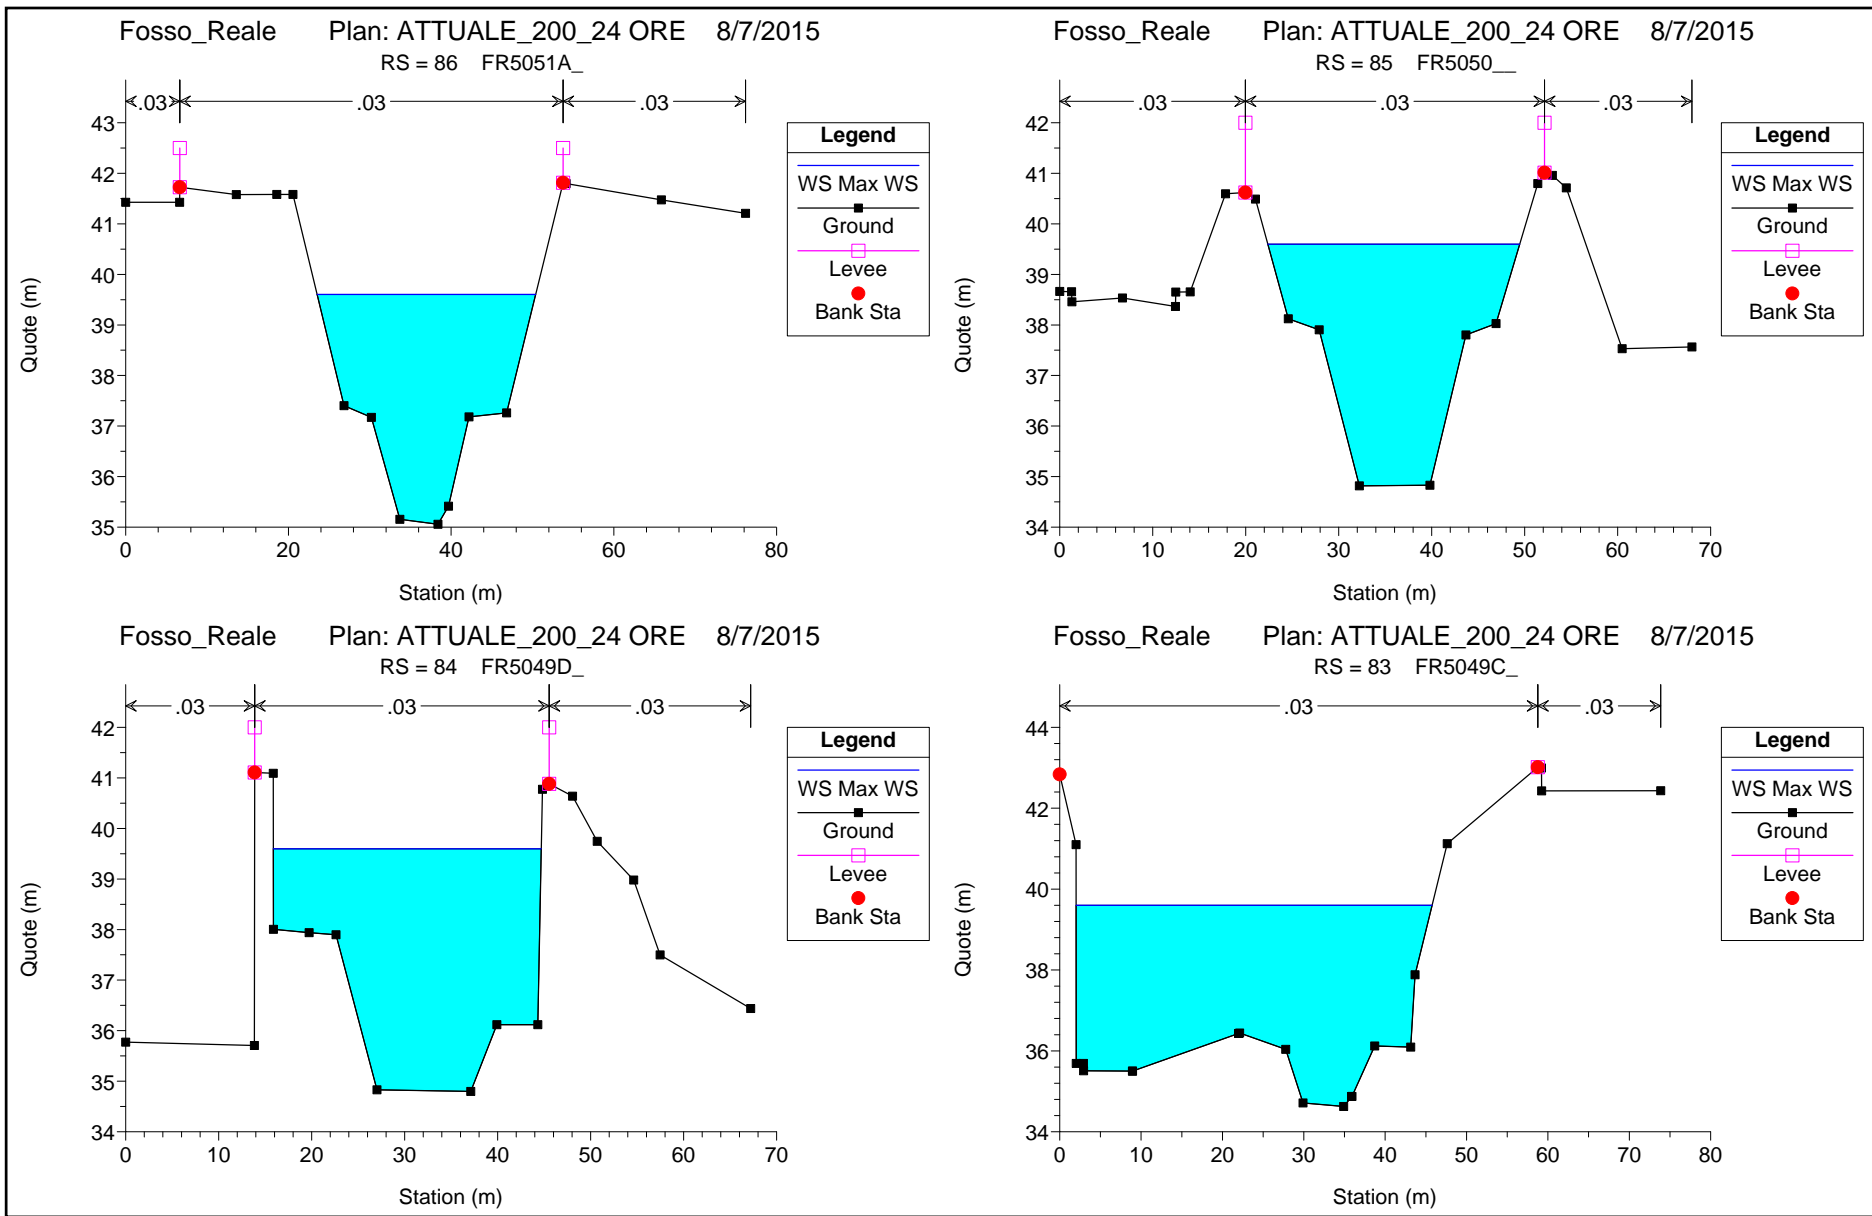 Fosso_Reale Plan: ATTUALE_200_24 ORE 8/7/2015
RS = 86 FR5051A_
.03 .03 .03
43
42
41
40
39
38
37
36
35
Quote (m)
0 20 40 60 80
Station (m)
Legend
WS Max WS
Ground
Levee
Bank Sta
Fosso_Reale Plan: ATTUALE_200_24 ORE 8/7/2015
RS = 85 FR5050__
.03 .03 .03
42
41
40
39
38
37
36
35
34
Quote (m)
0 10 20 30 40 50 60 70
Station (m)
Legend
WS Max WS
Ground
Levee
Bank Sta
Fosso_Reale Plan: ATTUALE_200_24 ORE 8/7/2015
RS = 84 FR5049D_
.03 .03 .03
42
41
40
39
38
37
36
35
34
Quote (m)
0 10 20 30 40 50 60 70
Station (m)
Legend
WS Max WS
Ground
Levee
Bank Sta
Fosso_Reale Plan: ATTUALE_200_24 ORE 8/7/2015
RS = 83 FR5049C_
.03 .03
44
42
40
38
36
34
Quote (m)
0 10 20 30 40 50 60 70 80
Station (m)
Legend
WS Max WS
Ground
Levee
Bank Sta